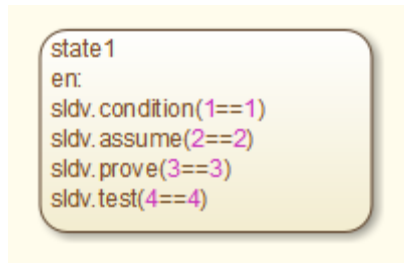 state1
en:
sldv.condition(1==1)
sldv.assume(2==2)
sldv.prove(3==3)
sldv.test(4==4)